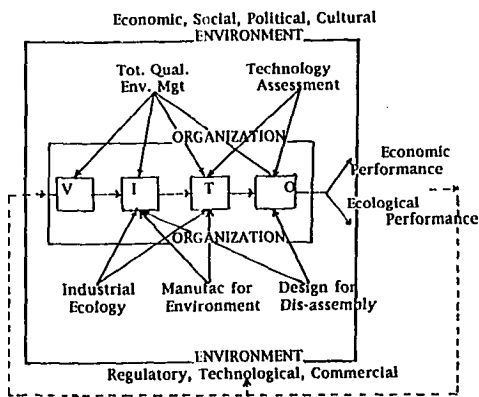 Economic, Social, Political, Cultural
ENVIRONMENT
Tot. Qual.
Env. Mgt
Technology
Assessment
ORGANIZATION
V
I
T
O
Economic
Performance
Ecological
Performance
ORGANIZATION
Industrial
Ecology
Manufac for
Environment
Design for
Dis-assembly
ENVIRONMENT
Regulatory, Technological, Commercial